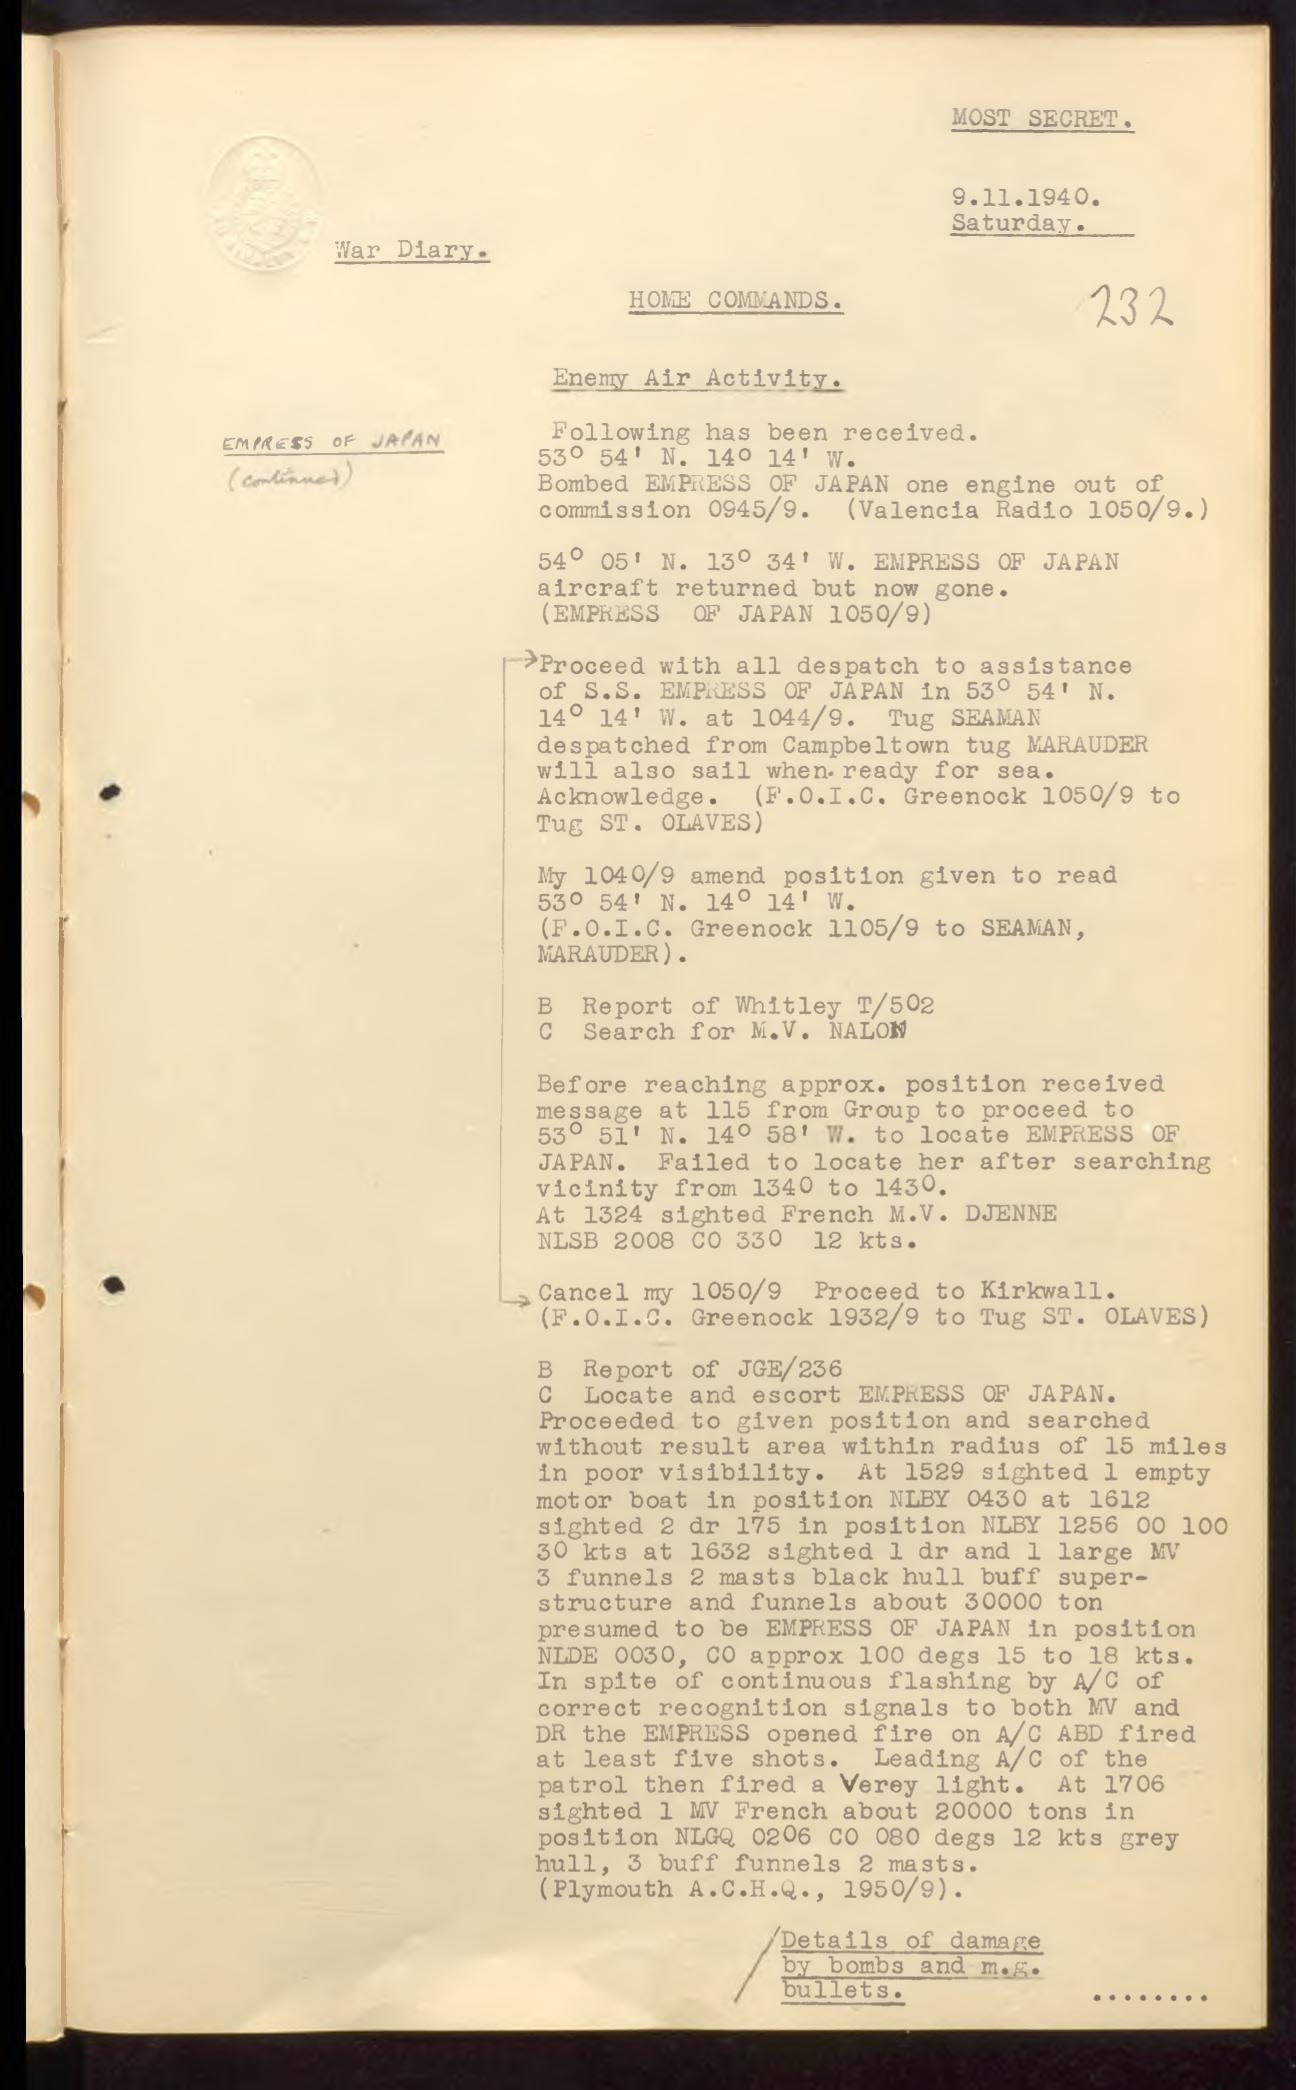 MOST SECRET.
9.11.1940.
Saturday.
War Diary.
HOME COMMANDS.
232
Enemy Air Activity.
EMPRESS OF JAPAN
(continued)
Following has been received.
53° 54' N. 14° 14' W.
Bombed EMPRESS OF JAPAN one engine out of
commission 0945/9. (Valencia Radio 1050/9.)
54° 05' N. 13° 34' W. EMPRESS OF JAPAN
aircraft returned but now gone.
(EMPRESS OF JAPAN 1050/9)
Proceed with all despatch to assistance
of S.S. EMPRESS OF JAPAN in 53° 54' N.
14° 14' W. at 1044/9. Tug SEAMAN
despatched from Campbeltown tug MARAUDER
will also sail when ready for sea.
Acknowledge. (F.O.I.C. Greenock 1050/9 to
Tug ST. OLAVES)
My 1040/9 amend position given to read
53° 54' N. 14° 14' W.
(F.O.I.C. Greenock 1105/9 to SEAMAN,
MARAUDER).
B Report of Whitley T/502
C Search for M.V. NALON
Before reaching approx. position received
message at 115 from Group to proceed to
53° 51' N. 14° 58' W. to locate EMPRESS OF
JAPAN. Failed to locate her after searching
vicinity from 1340 to 1430.
At 1324 sighted French M.V. DJENNE
NLSB 2008 CO 330 12 kts.
Cancel my 1050/9 Proceed to Kirkwall.
(F.O.I.C. Greenock 1932/9 to Tug ST. OLAVES)
B Report of JGE/236
C Locate and escort EMPRESS OF JAPAN.
Proceeded to given position and searched
without result area within radius of 15 miles
in poor visibility. At 1529 sighted 1 empty
motor boat in position NLBY 0430 at 1612
sighted 2 dr 175 in position NLBY 1256 00 100
30 kts at 1632 sighted 1 dr and 1 large MV
3 funnels 2 masts black hull buff super-
structure and funnels about 30000 ton
presumed to be EMPRESS OF JAPAN in position
NLDE 0030, CO approx 100 degs 15 to 18 kts.
In spite of continuous flashing by A/C of
correct recognition signals to both MV and
DR the EMPRESS opened fire on A/C ABD fired
at least five shots. Leading A/C of the
patrol then fired a Verey light. At 1706
sighted 1 MV French about 20000 tons in
position NLGQ 0206 CO 080 degs 12 kts grey
hull, 3 buff funnels 2 masts.
(Plymouth A.C.H.Q., 1950/9).
/Details of damage
by bombs and m.g.
bullets. ........